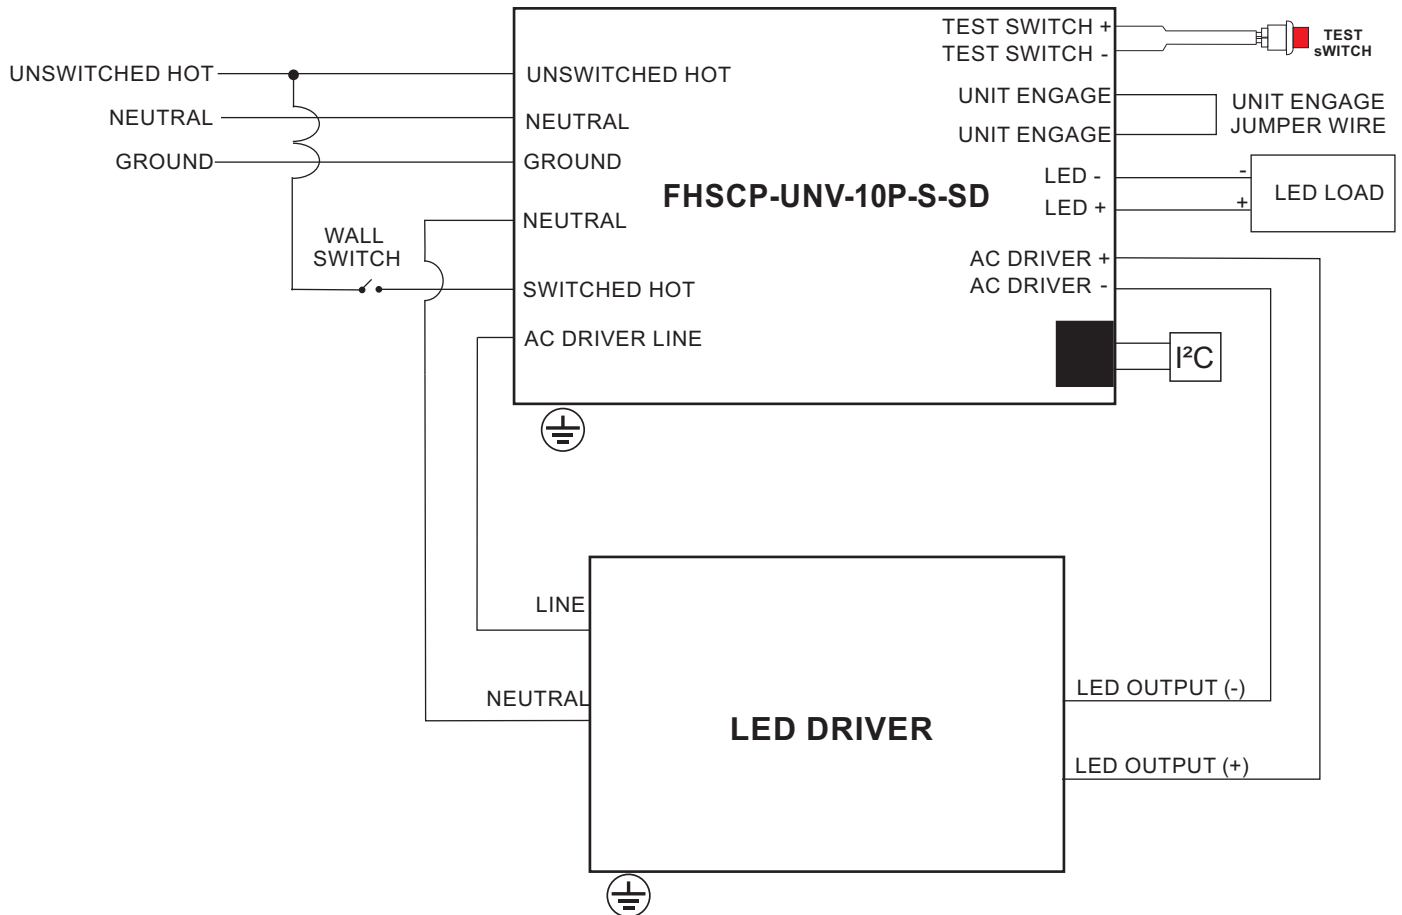 UNSWITCHED HOT
NEUTRAL
GROUND
WALL
SWITCH
UNSWITCHED HOT
NEUTRAL
GROUND
NEUTRAL
SWITCHED HOT
AC DRIVER LINE
FHSCP-UNV-10P-S-SD
TEST SWITCH +
TEST SWITCH -
UNIT ENGAGE
UNIT ENGAGE
LED -
LED +
AC DRIVER +
AC DRIVER -
TEST
sWITCH
UNIT ENGAGE
JUMPER WIRE
-
+
LED LOAD
I²C
LINE
NEUTRAL
LED DRIVER
LED OUTPUT (-)
LED OUTPUT (+)